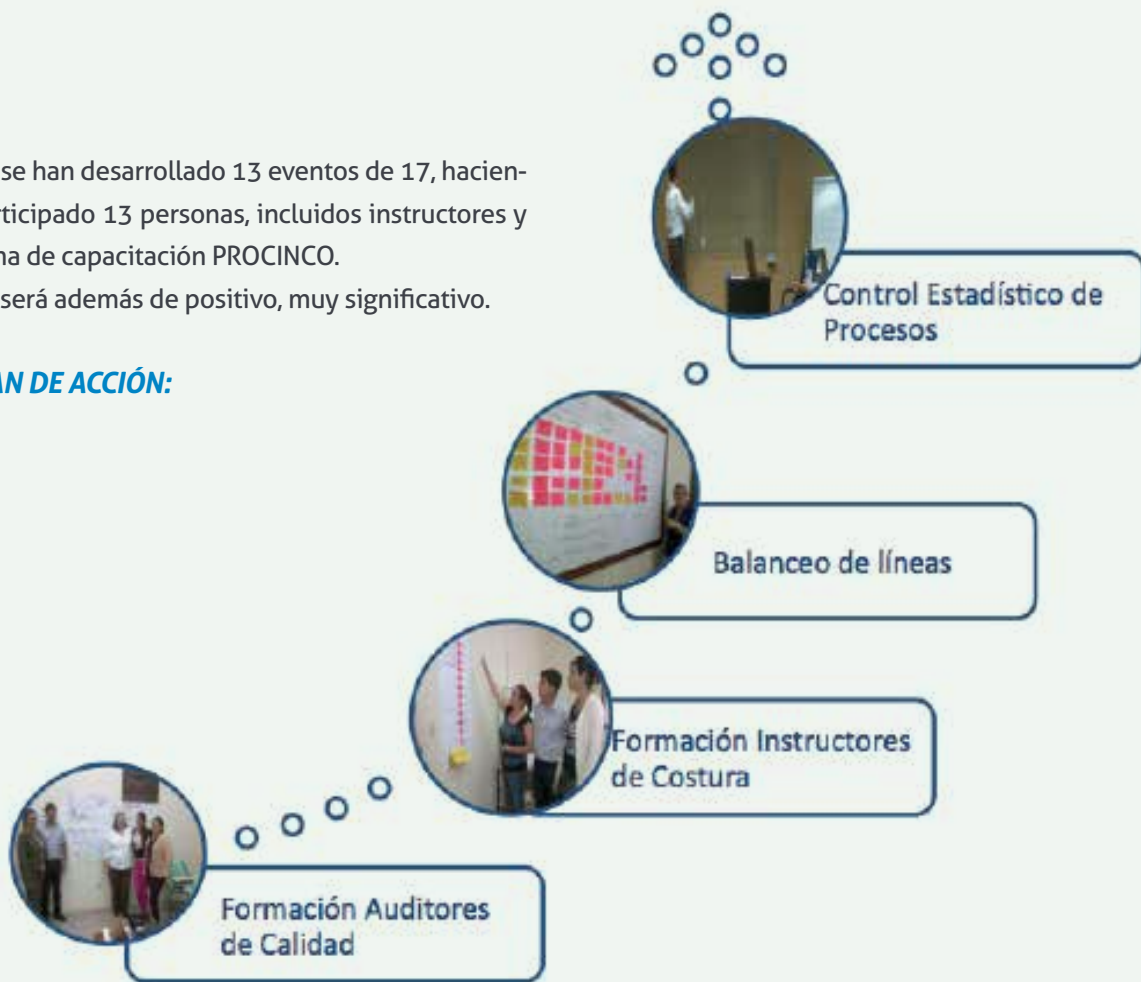 se han desarrollado 13 eventos de 17, hacien-
rticipado 13 personas, incluidos instructores y
na de capacitación PROCINCO.
será además de positivo, muy significativo.
AN DE ACCIÓN:
Control Estadístico de
Procesos
Balanceo de líneas
Formación Instructores
de Costura
Formación Auditores
de Calidad